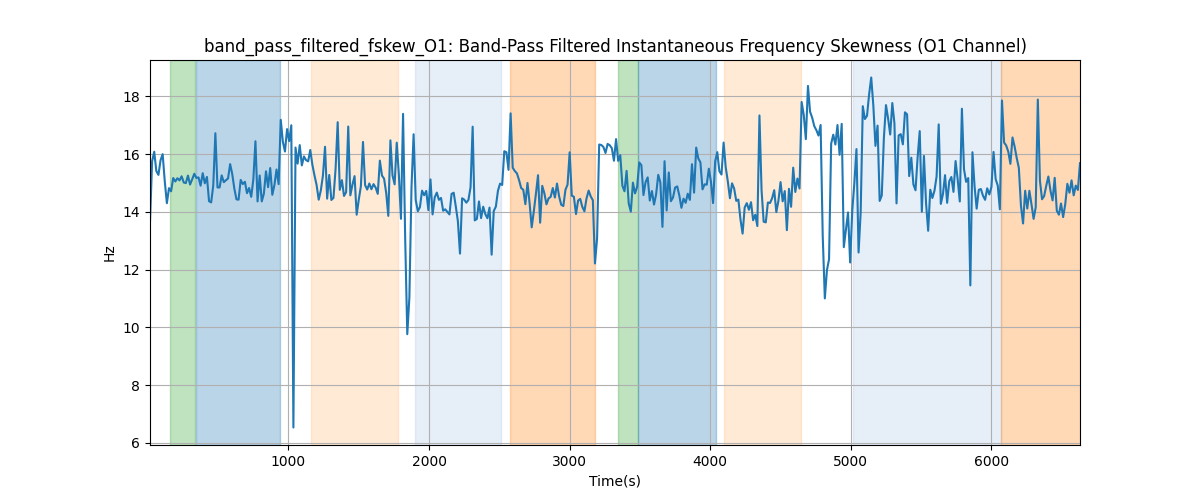 band_pass_filtered_fskew_O1: Band-Pass Filtered Instantaneous Frequency Skewness (O1 Channel)
18
16
14
12
10
8
6
Hz
1000 2000 3000 4000 5000 6000
Time(s)